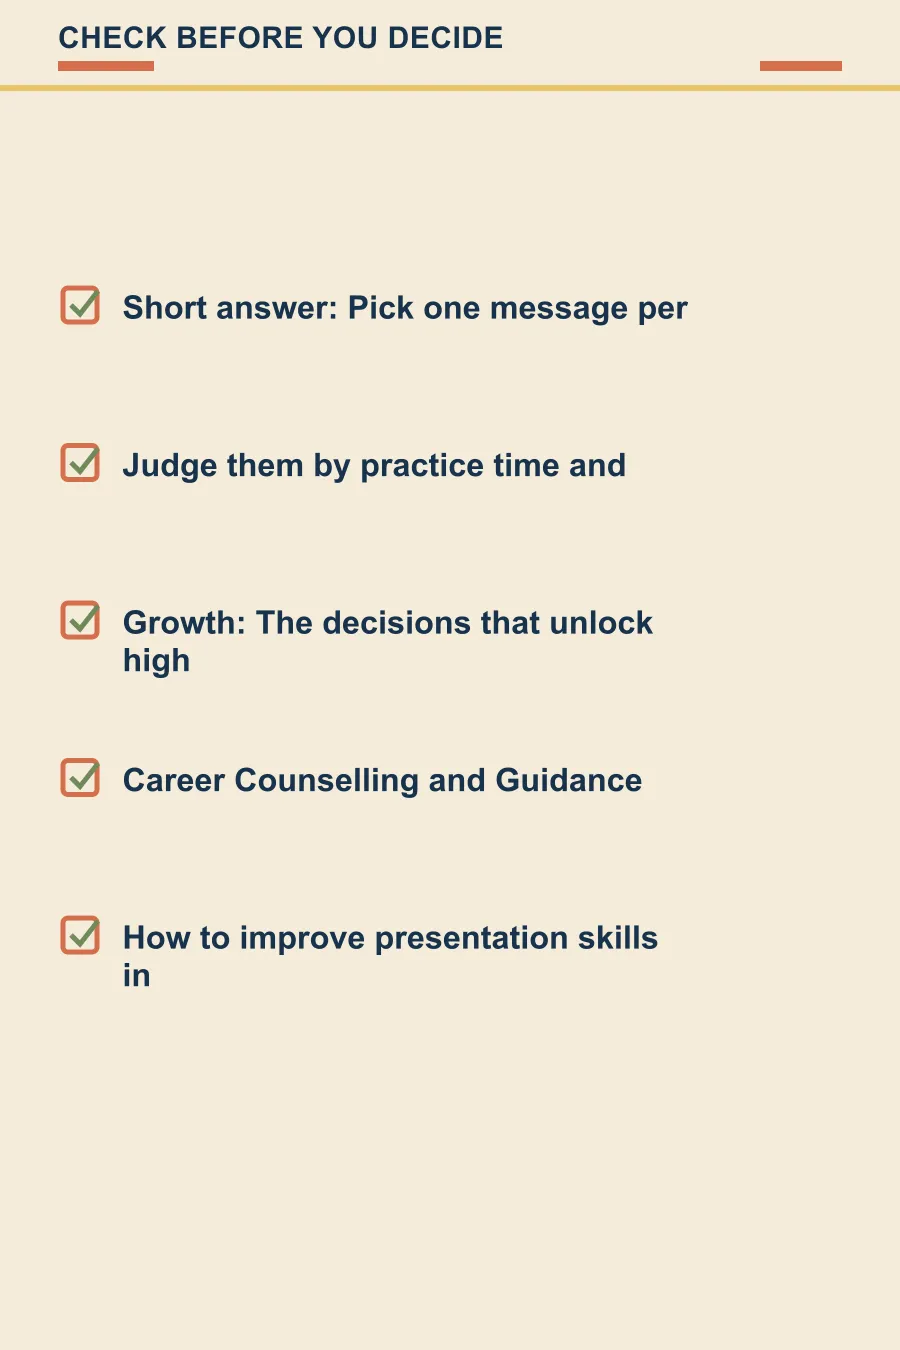 CHECK BEFORE YOU DECIDE
Short answer: Pick one message per
Judge them by practice time and
Growth: The decisions that unlock
high
Career Counselling and Guidance
How to improve presentation skills
in